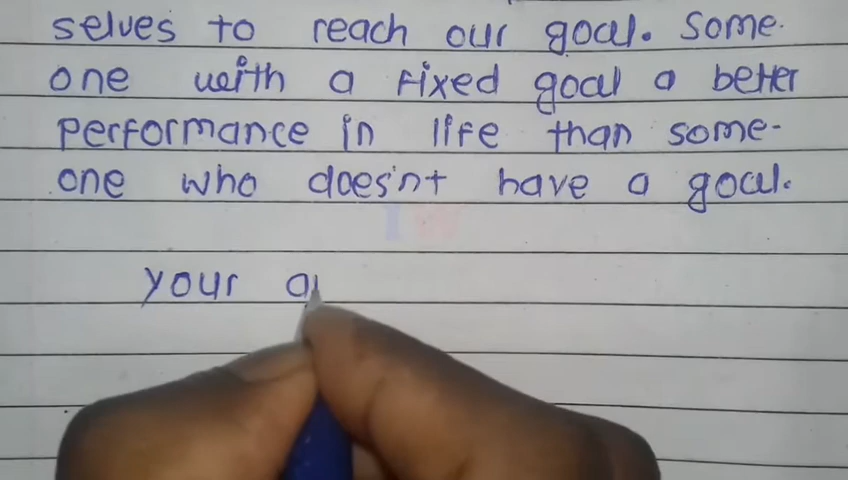 selves to reach our goal. some-
one with a fixed goal a better
performance in life than some-
one who does'nt have a goal.
your